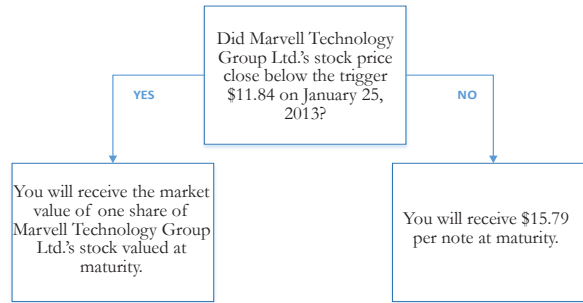 Did Marvell Technology
Group Ltd.'s stock price
close below the trigger
$11.84 on January 25,
2013?
YES
NO
You will receive the market
value of one share of
Marvell Technology Group
Ltd.'s stock valued at
maturity.
You will receive $15.79
per note at maturity.